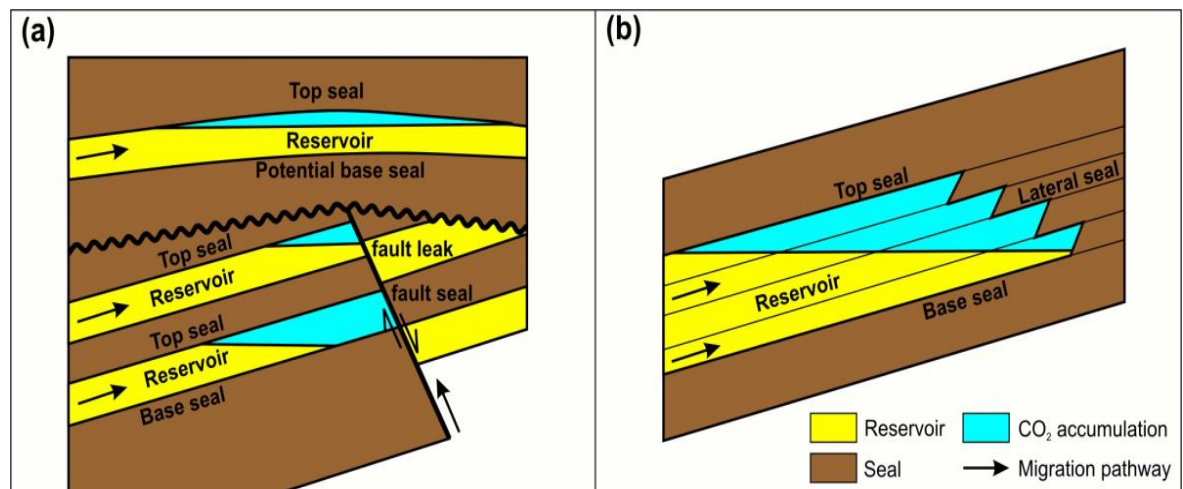 (a)
Top seal
Reservoir
Potential base seal
Top seal
fault leak
Reservoir
fault seal
Top seal
Reservoir
Base seal
(b)
Top seal
Lateral seal
Reservoir
Base seal
Reservoir
CO₂ accumulation
Seal
Migration pathway